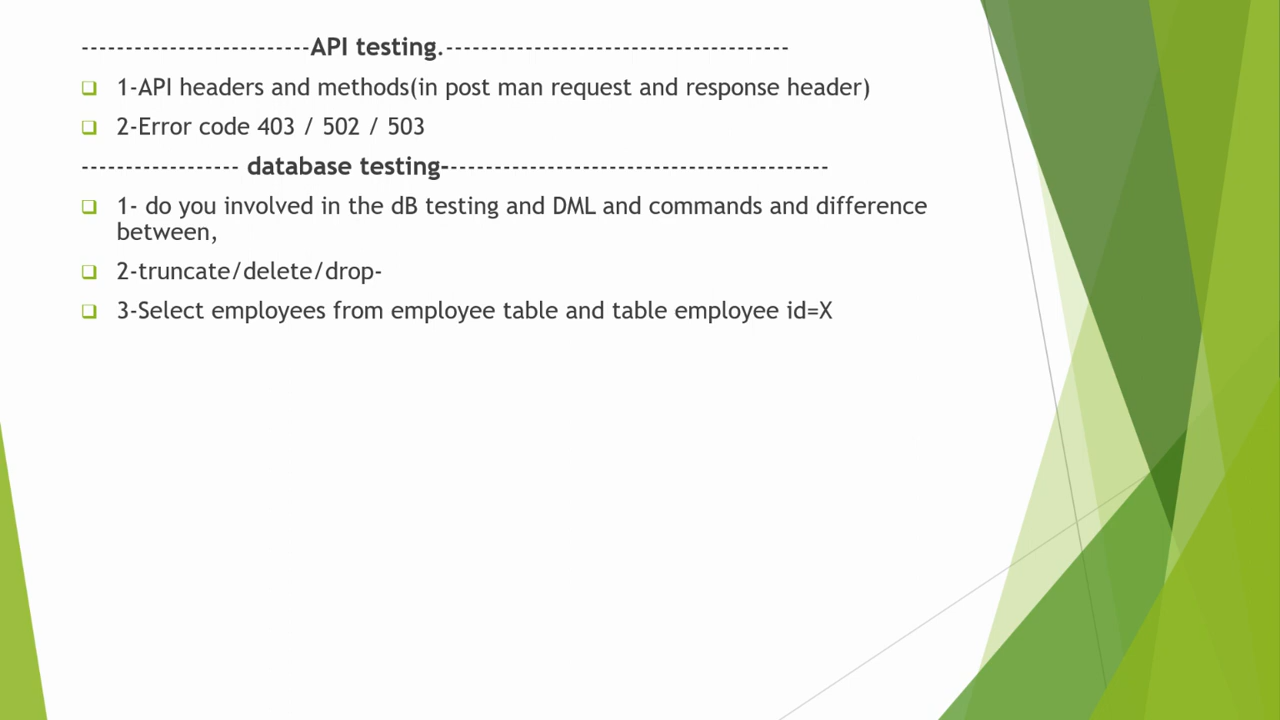 --------------------------API testing.---------------------------------------
1-API headers and methods(in post man request and response header)
2-Error code 403 / 502 / 503
------------------ database testing--------------------------------------------
1- do you involved in the dB testing and DML and commands and difference
between,
2-truncate/delete/drop-
3-Select employees from employee table and table employee id=X